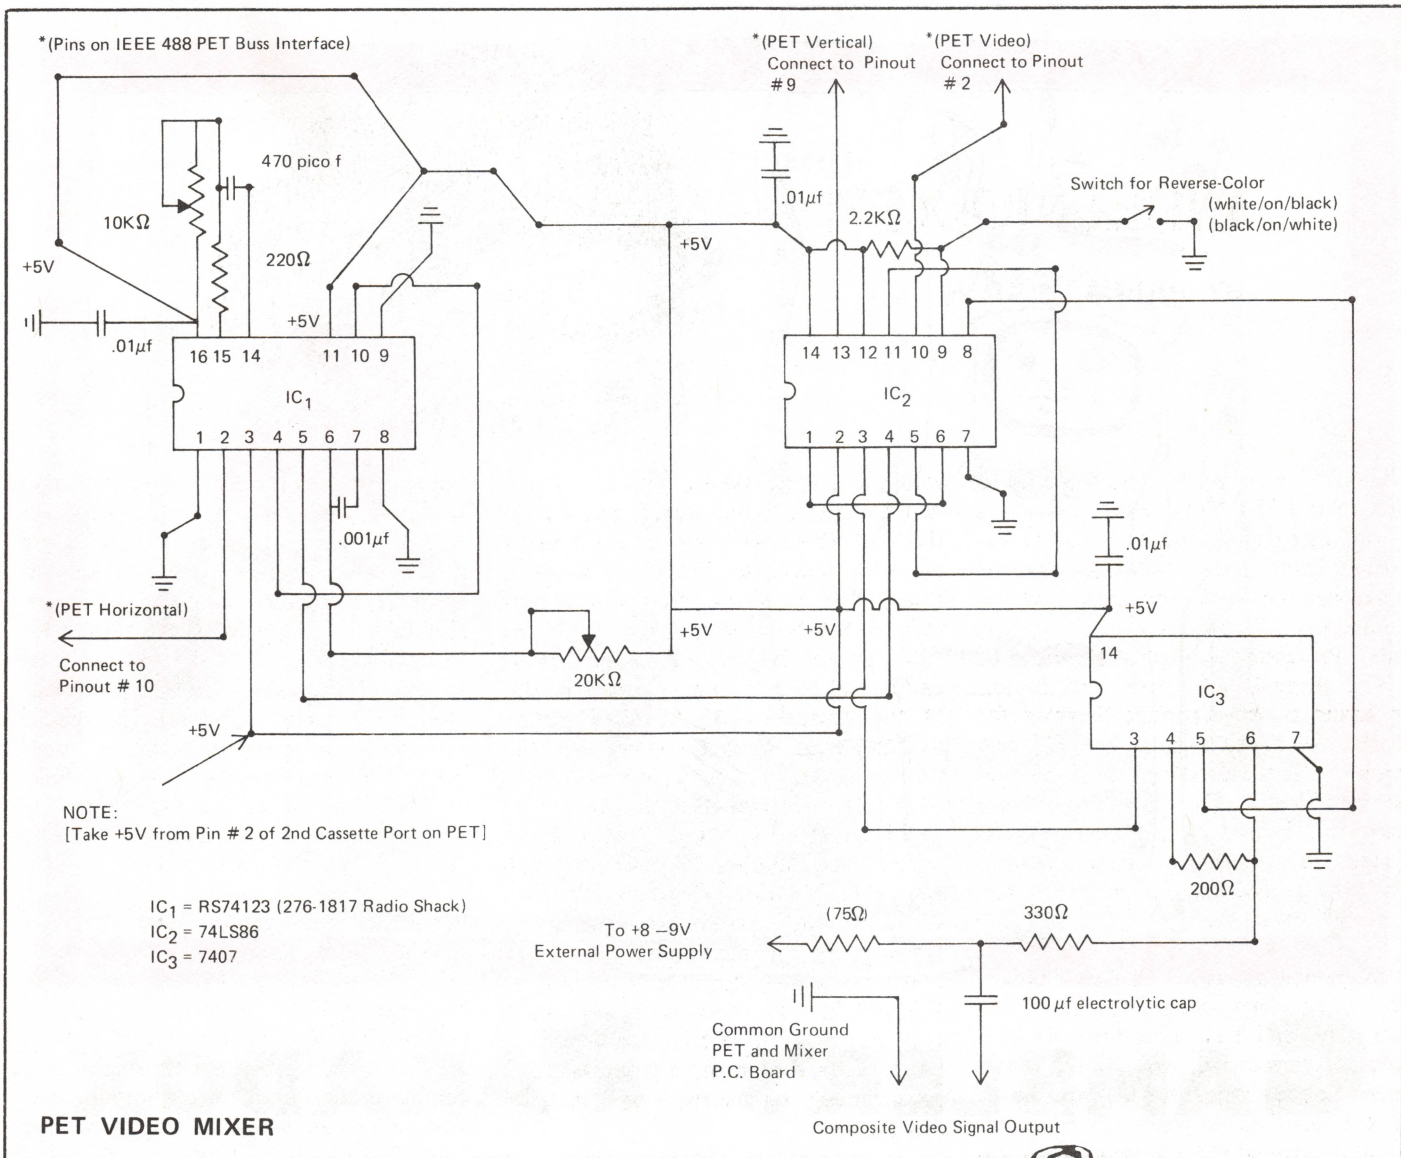 *(Pins on IEEE 488 PET Buss Interface)
*(PET Vertical)
Connect to Pinout
#9
*(PET Video)
Connect to Pinout
#2
470 pico f
10KΩ
220Ω
+5V
.01µf
+5V
.01µf
+5V
2.2KΩ
Switch for Reverse-Color
(white/on/black)
(black/on/white)
16 15 14 11 10 9
IC1
1 2 3 4 5 6 7 8
14 13 12 11 10 9 8
IC2
1 2 3 4 5 6 7
.001µf
.01µf
+5V
*(PET Horizontal)
Connect to
Pinout # 10
+5V
+5V
20KΩ
14
IC3
3 4 5 6 7
+5V
NOTE:
[Take +5V from Pin # 2 of 2nd Cassette Port on PET]
200Ω
IC1 = RS74123 (276-1817 Radio Shack)
IC2 = 74LS86
IC3 = 7407
To +8 –9V
External Power Supply
(75Ω)
330Ω
100 µf electrolytic cap
Common Ground
PET and Mixer
P.C. Board
PET VIDEO MIXER
Composite Video Signal Output